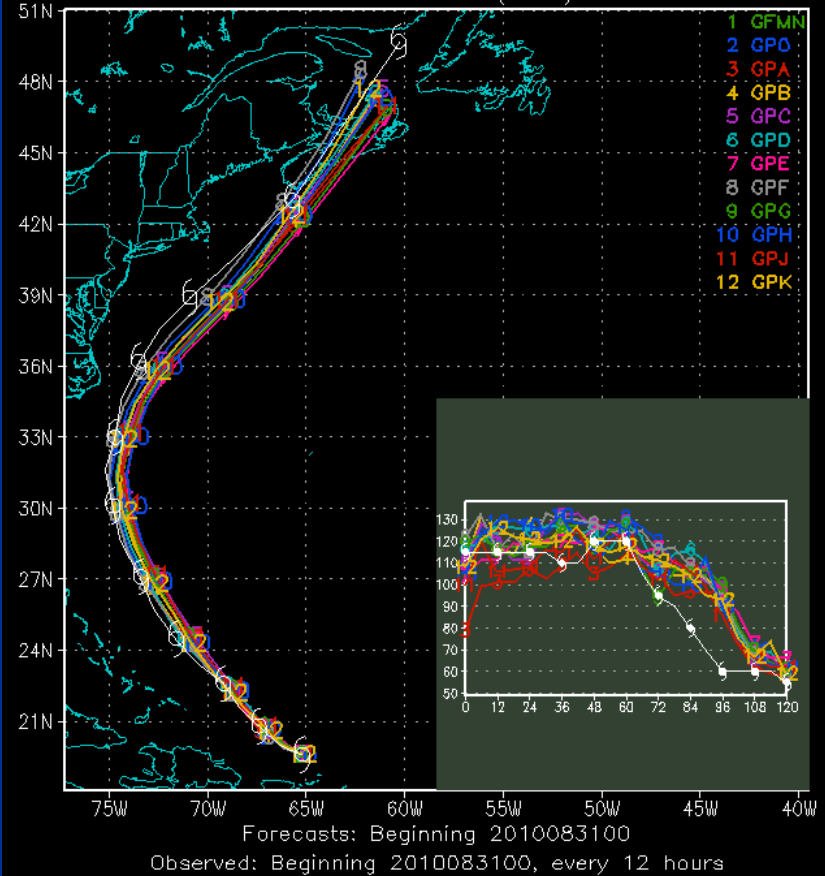 51N
48N
45N
42N
39N
36N
33N
30N
27N
24N
21N
1 GFMN
2 GPO
3 GPA
4 GPB
5 GPC
6 GPD
7 GPE
8 GPF
9 GPG
10 GPH
11 GPJ
12 GPK
130
120
110
100
90
80
70
60
50
0 12 24 36 48 60 72 84 96 108 120
75W 70W 65W 60W 55W 50W 45W 40W
Forecasts: Beginning 2010083100
Observed: Beginning 2010083100, every 12 hours